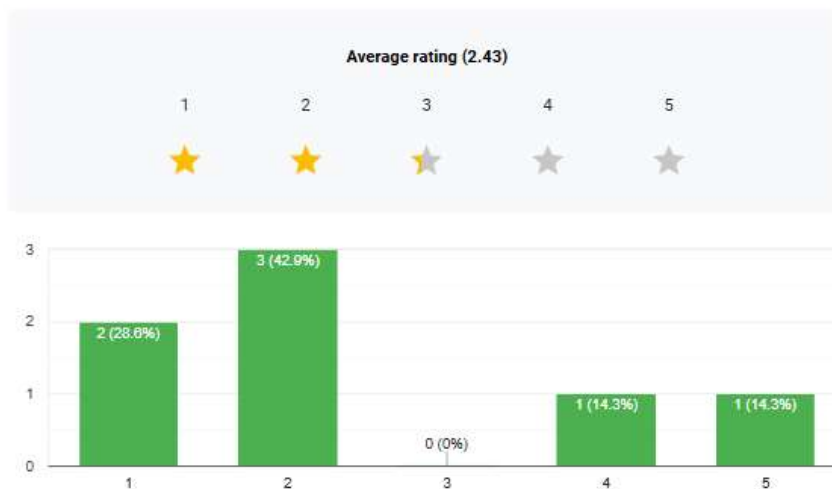 Average rating (2.43)
1 2 3 4 5
3
3 (42.9%)
2
2 (28.6%)
1
1 (14.3%) 1 (14.3%)
0 (0%)
0
1 2 3 4 5